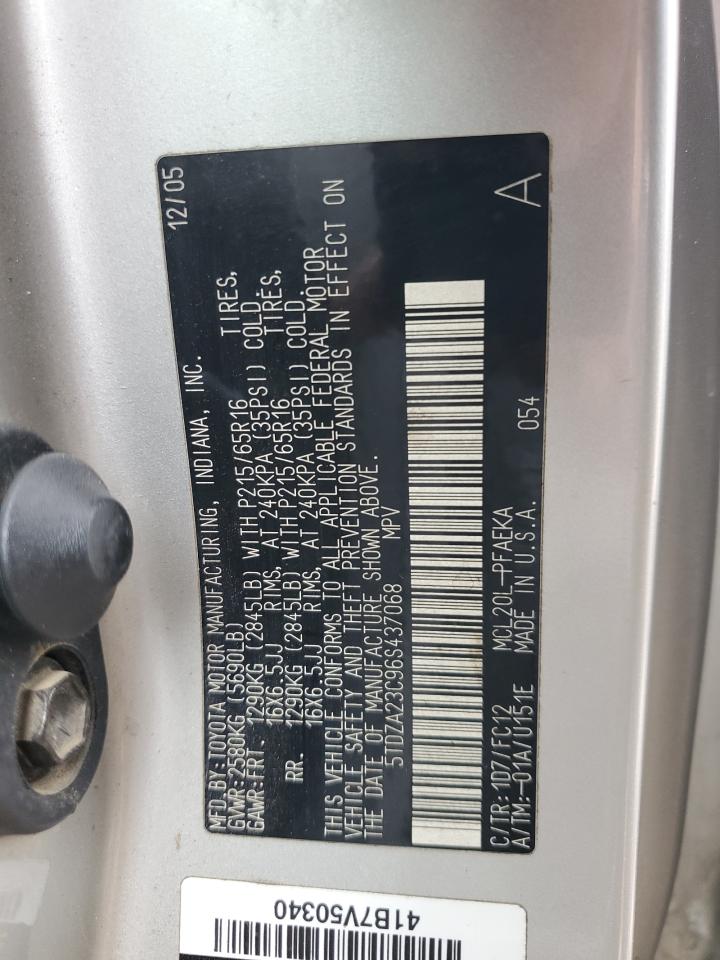 MFD. BY: TOYOTA MOTOR MANUFACTURING, INDIANA, INC. 12/05
GVWR: 2580KG (5690LB)
GAWR: FRT. 1290KG (2845LB) WITH P215/65R16 TIRES,
16X6.5JJ RIMS, AT 240KPA (35PSI) COLD.
RR. 1290KG (2845LB) WITH P215/65R16 TIRES,
16X6.5JJ RIMS, AT 240KPA (35PSI) COLD.
THIS VEHICLE CONFORMS TO ALL APPLICABLE FEDERAL MOTOR
VEHICLE SAFETY AND THEFT PREVENTION STANDARDS IN EFFECT ON
THE DATE OF MANUFACTURE SHOWN ABOVE.
5TDZA23C96S437068 MPV
C/TR: 1D7/FC12 MCL20L-PFAEKA 054 A
A/TM:-01A/U151E MADE IN U.S.A.
41B7V50340